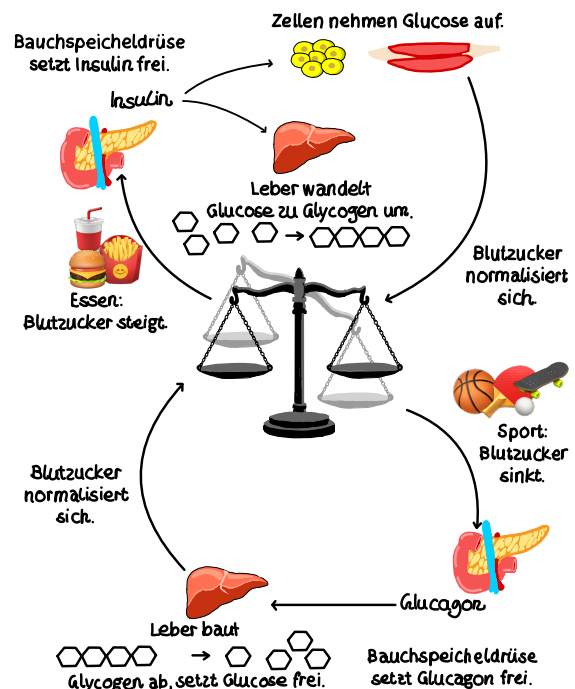 Zellen nehmen Glucose auf.
Bauchspeicheldrüse
setzt Insulin frei.
Insulin
Leber wandelt
Glucose zu Glycogen um.
Essen:
Blutzucker steigt.
Blutzucker
normalisiert
sich.
Sport:
Blutzucker
sinkt.
Glucagon
Bauchspeicheldrüse
setzt Glucagon frei.
Leber baut
Glycogen ab, setzt Glucose frei.
Blutzucker
normalisiert
sich.